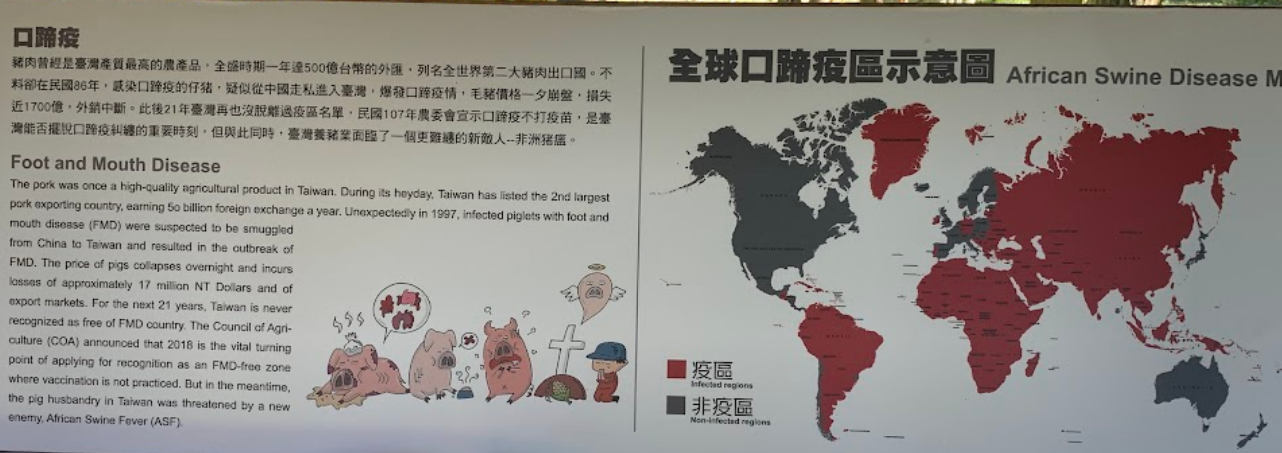 口蹄疫
豬肉曾經是臺灣產質最高的農產品，全盛時期一年達500億台幣的外匯，列名全世界第二大豬肉出口國。不
料卻在民國86年，感染口蹄疫的仔豬，疑似從中國走私進入臺灣，爆發口蹄疫情，毛豬價格一夕崩盤，損失
近1700億，外銷中斷。此後21年臺灣再也沒脫離過疫區名單，民國107年農委會宣示口蹄疫不打疫苗，是臺
灣能否擺脫口蹄疫糾纏的重要時刻，但與此同時，臺灣養豬業面臨了一個更難纏的新敵人--非洲猪瘟。
Foot and Mouth Disease
The pork was once a high-quality agricultural product in Taiwan. During its heyday, Taiwan has listed the 2nd largest
pork exporting country, earning 50 billion foreign exchange a year. Unexpectedly in 1997, infected piglets with foot and
mouth disease (FMD) were suspected to be smuggled
from China to Taiwan and resulted in the outbreak of
FMD. The price of pigs collapses overnight and incurs
losses of approximately 17 million NT Dollars and of
export markets. For the next 21 years, Taiwan is never
recognized as free of FMD country. The Council of Agri-
culture (COA) announced that 2018 is the vital turning
point of applying for recognition as an FMD-free zone
where vaccination is not practiced. But in the meantime,
the pig husbandry in Taiwan was threatened by a new
enemy, African Swine Fever (ASF).
全球口蹄疫區示意圖 African Swine Disease M
疫區
Infected regions
非疫區
Non-infected regions